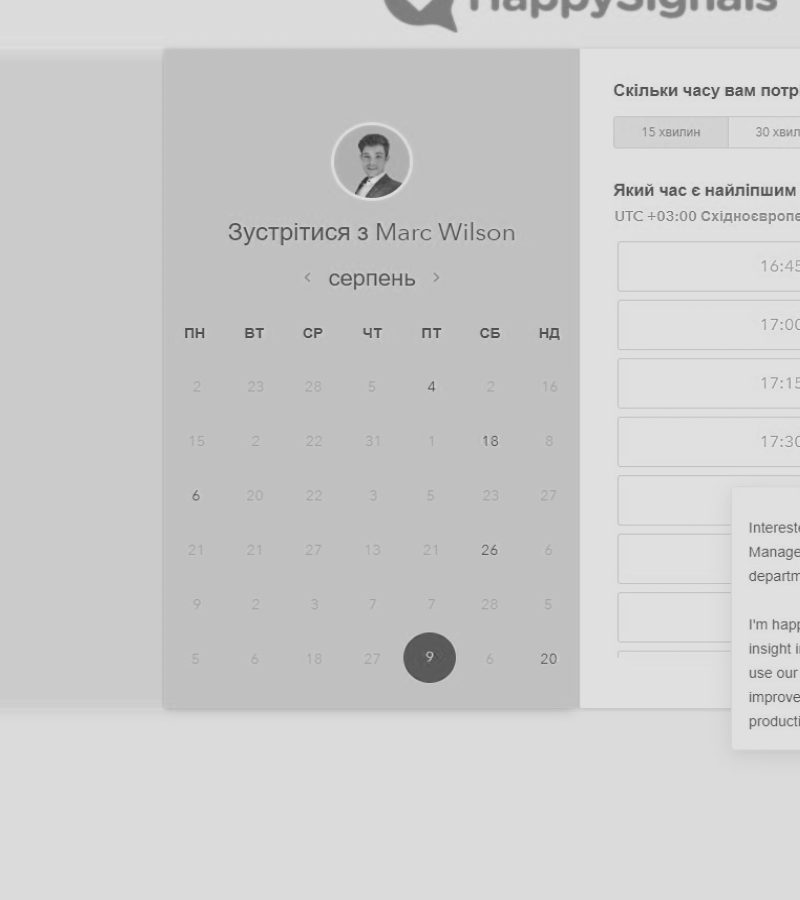 HappySignals
Зустрітися з Marc Wilson
серпень
ПН ВТ СР ЧТ ПТ СБ НД
2 23 28 5 4 2 16
15 2 22 31 1 18 8
6 20 22 3 5 23 27
21 21 27 13 21 26 6
9 2 3 7 7 28 5
5 6 18 27 9 6 20
Скільки часу вам потр
15 хвилин 30 хвил
Який час є найліпшим
UTC +03:00 Східноєвропе
16:45
17:00
17:15
17:30
Intereste
Manage
departm
I'm happ
insight i
use our
improve
producti